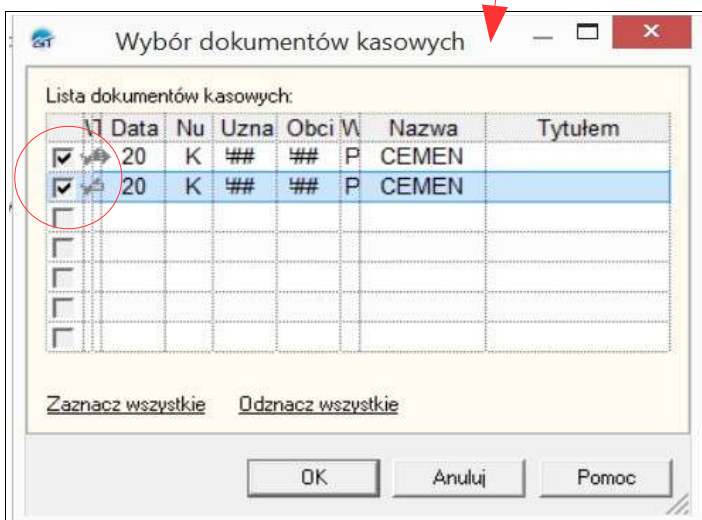 Wybór dokumentów kasowych
Lista dokumentów kasowych:
Data Nu Uzna Obci W Nazwa Tytułem
20 K ## ## P CEMEN
20 K ## ## P CEMEN
Zaznacz wszystkie Odznacz wszystkie
OK Anuluj Pomoc